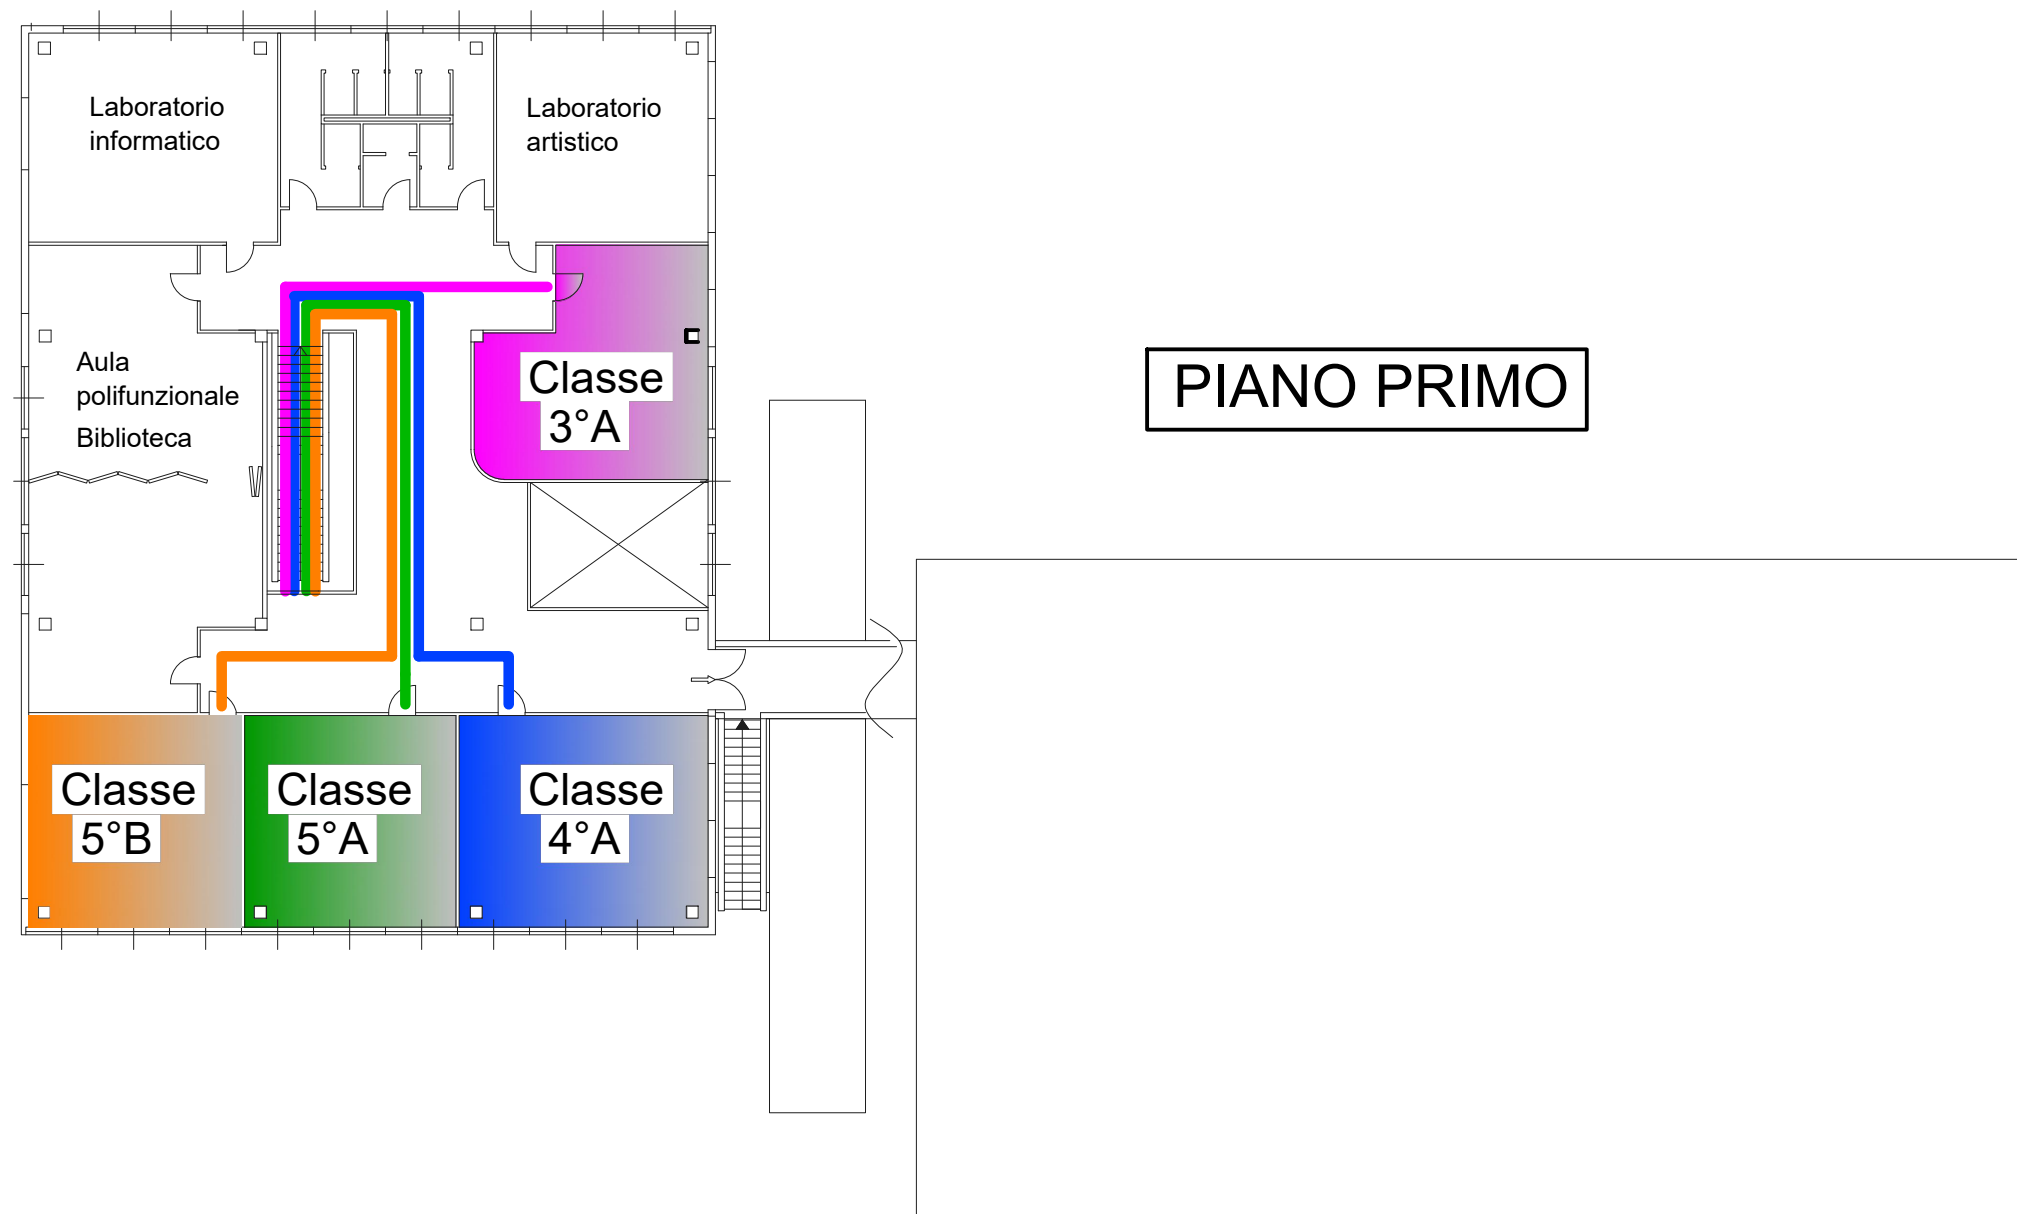 Laboratorio
informatico
Laboratorio
artistico
Aula
polifunzionale
Biblioteca
Classe
3°A
PIANO PRIMO
Classe
5°B
Classe
5°A
Classe
4°A